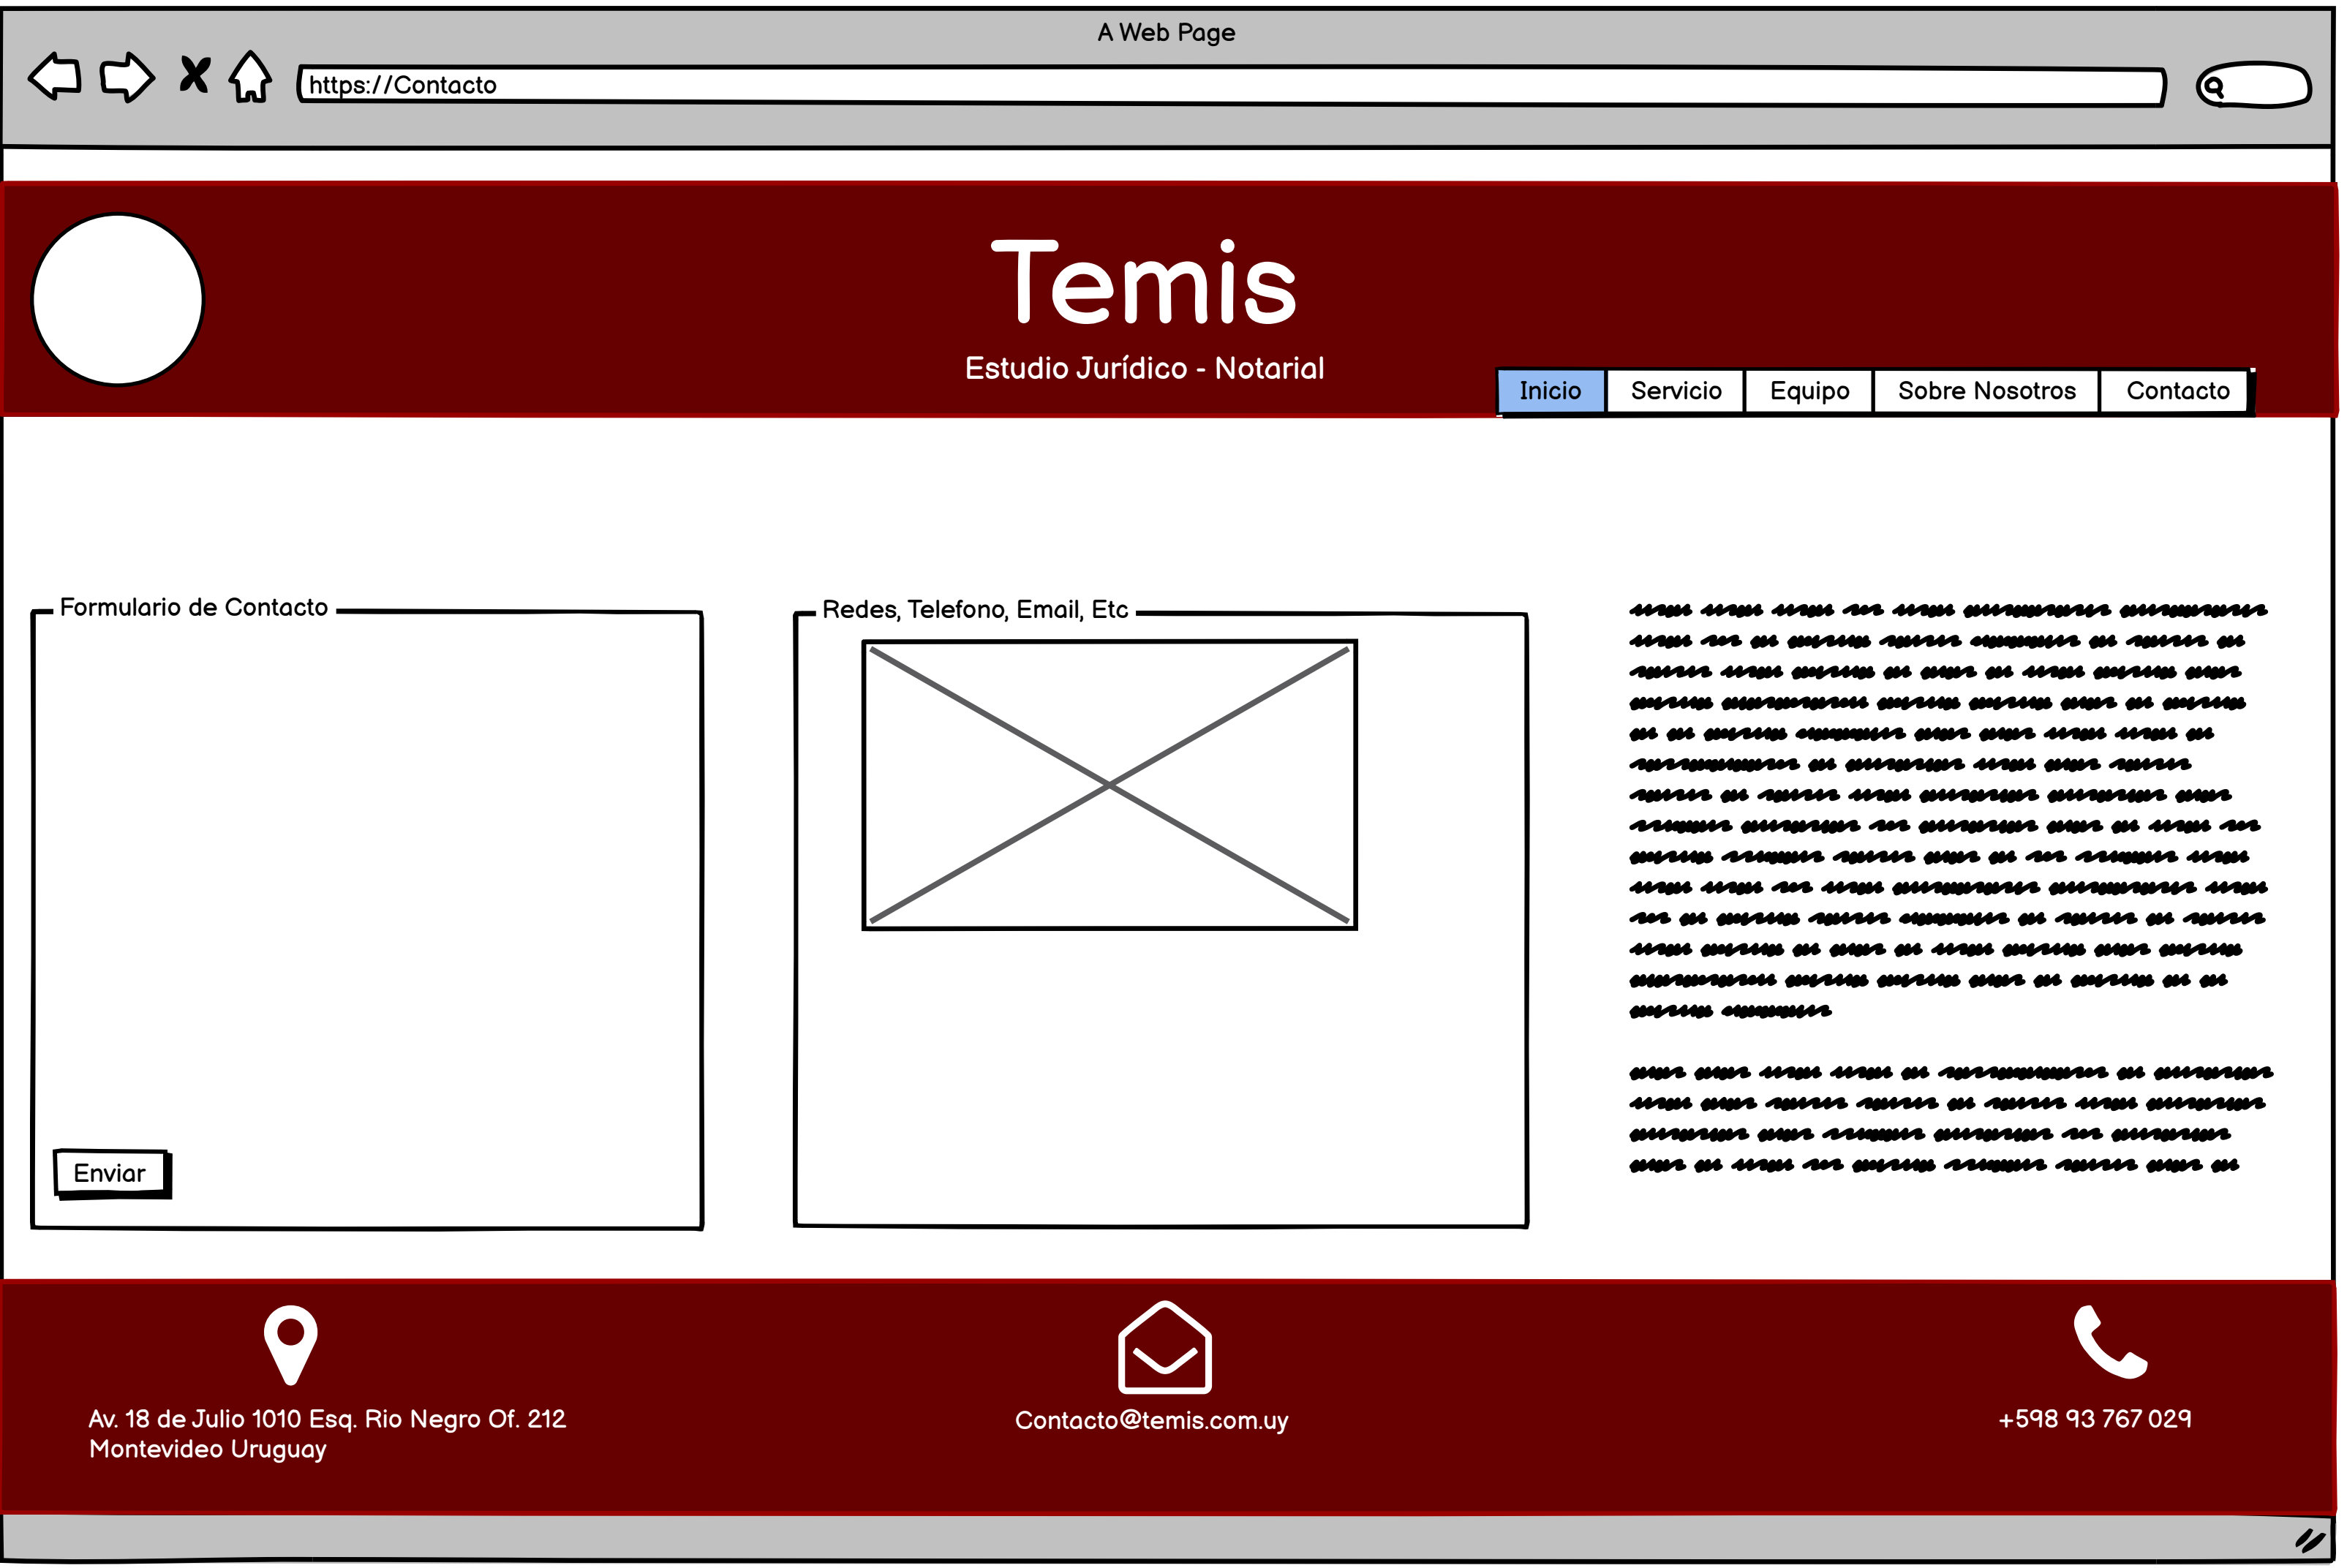 A Web Page
https://Contacto
Temis
Estudio Jurídico - Notarial
Inicio Servicio Equipo Sobre Nosotros Contacto
Formulario de Contacto
Redes, Telefono, Email, Etc
Enviar
Av. 18 de Julio 1010 Esq. Rio Negro Of. 212
Montevideo Uruguay
Contacto@temis.com.uy
+598 93 767 029